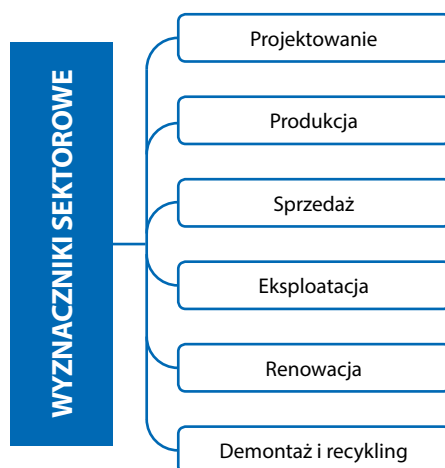 WYZNACZNIKI SEKTOROWE
Projektowanie
Produkcja
Sprzedaż
Eksploatacja
Renowacja
Demontaż i recykling